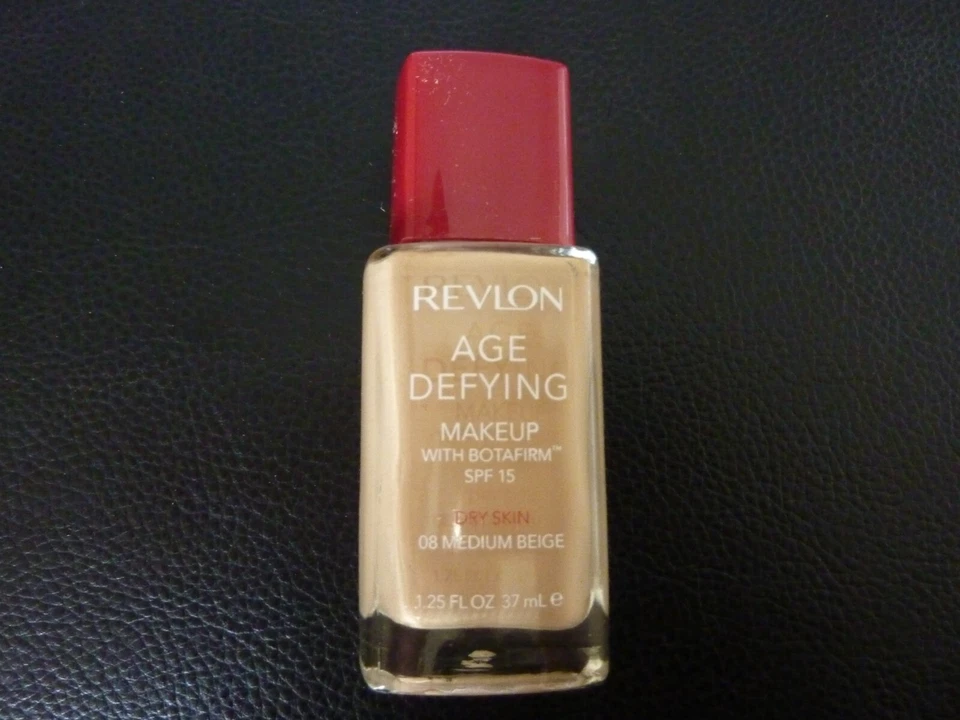 REVLON
AGE
DEFYING
MAKEUP
WITH BOTAFIRM™
SPF 15
DRY SKIN
08 MEDIUM BEIGE
1.25 FL OZ 37 mL ℮